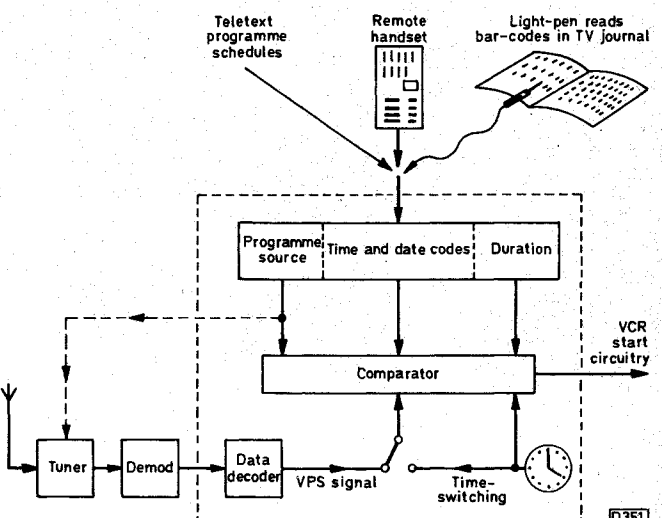 Teletext
programme
schedules
Remote
handset
Light-pen reads
bar-codes in TV journal
Programme
source
Time and date codes
Duration
VCR
start
circuitry
Comparator
Tuner
Demod
Data
decoder
VPS signal
Time-
switching
D351